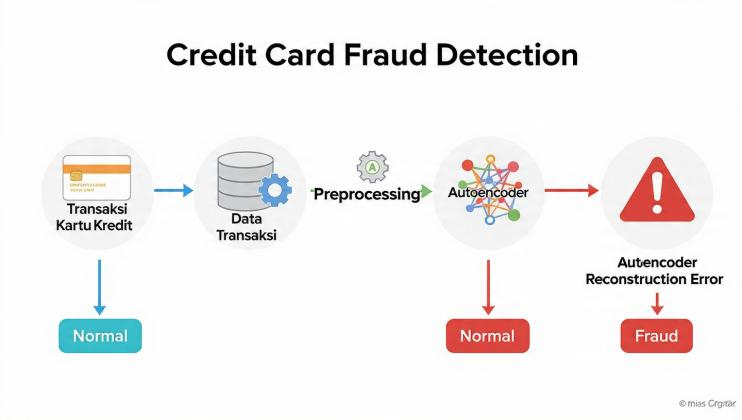 Credit Card Fraud Detection
Transaksi
Kartu Kredit
Data
Transaksi
A
Preprocessing
Autoencoder
Autencoder
Reconstruction Error
Normal
Normal
Fraud